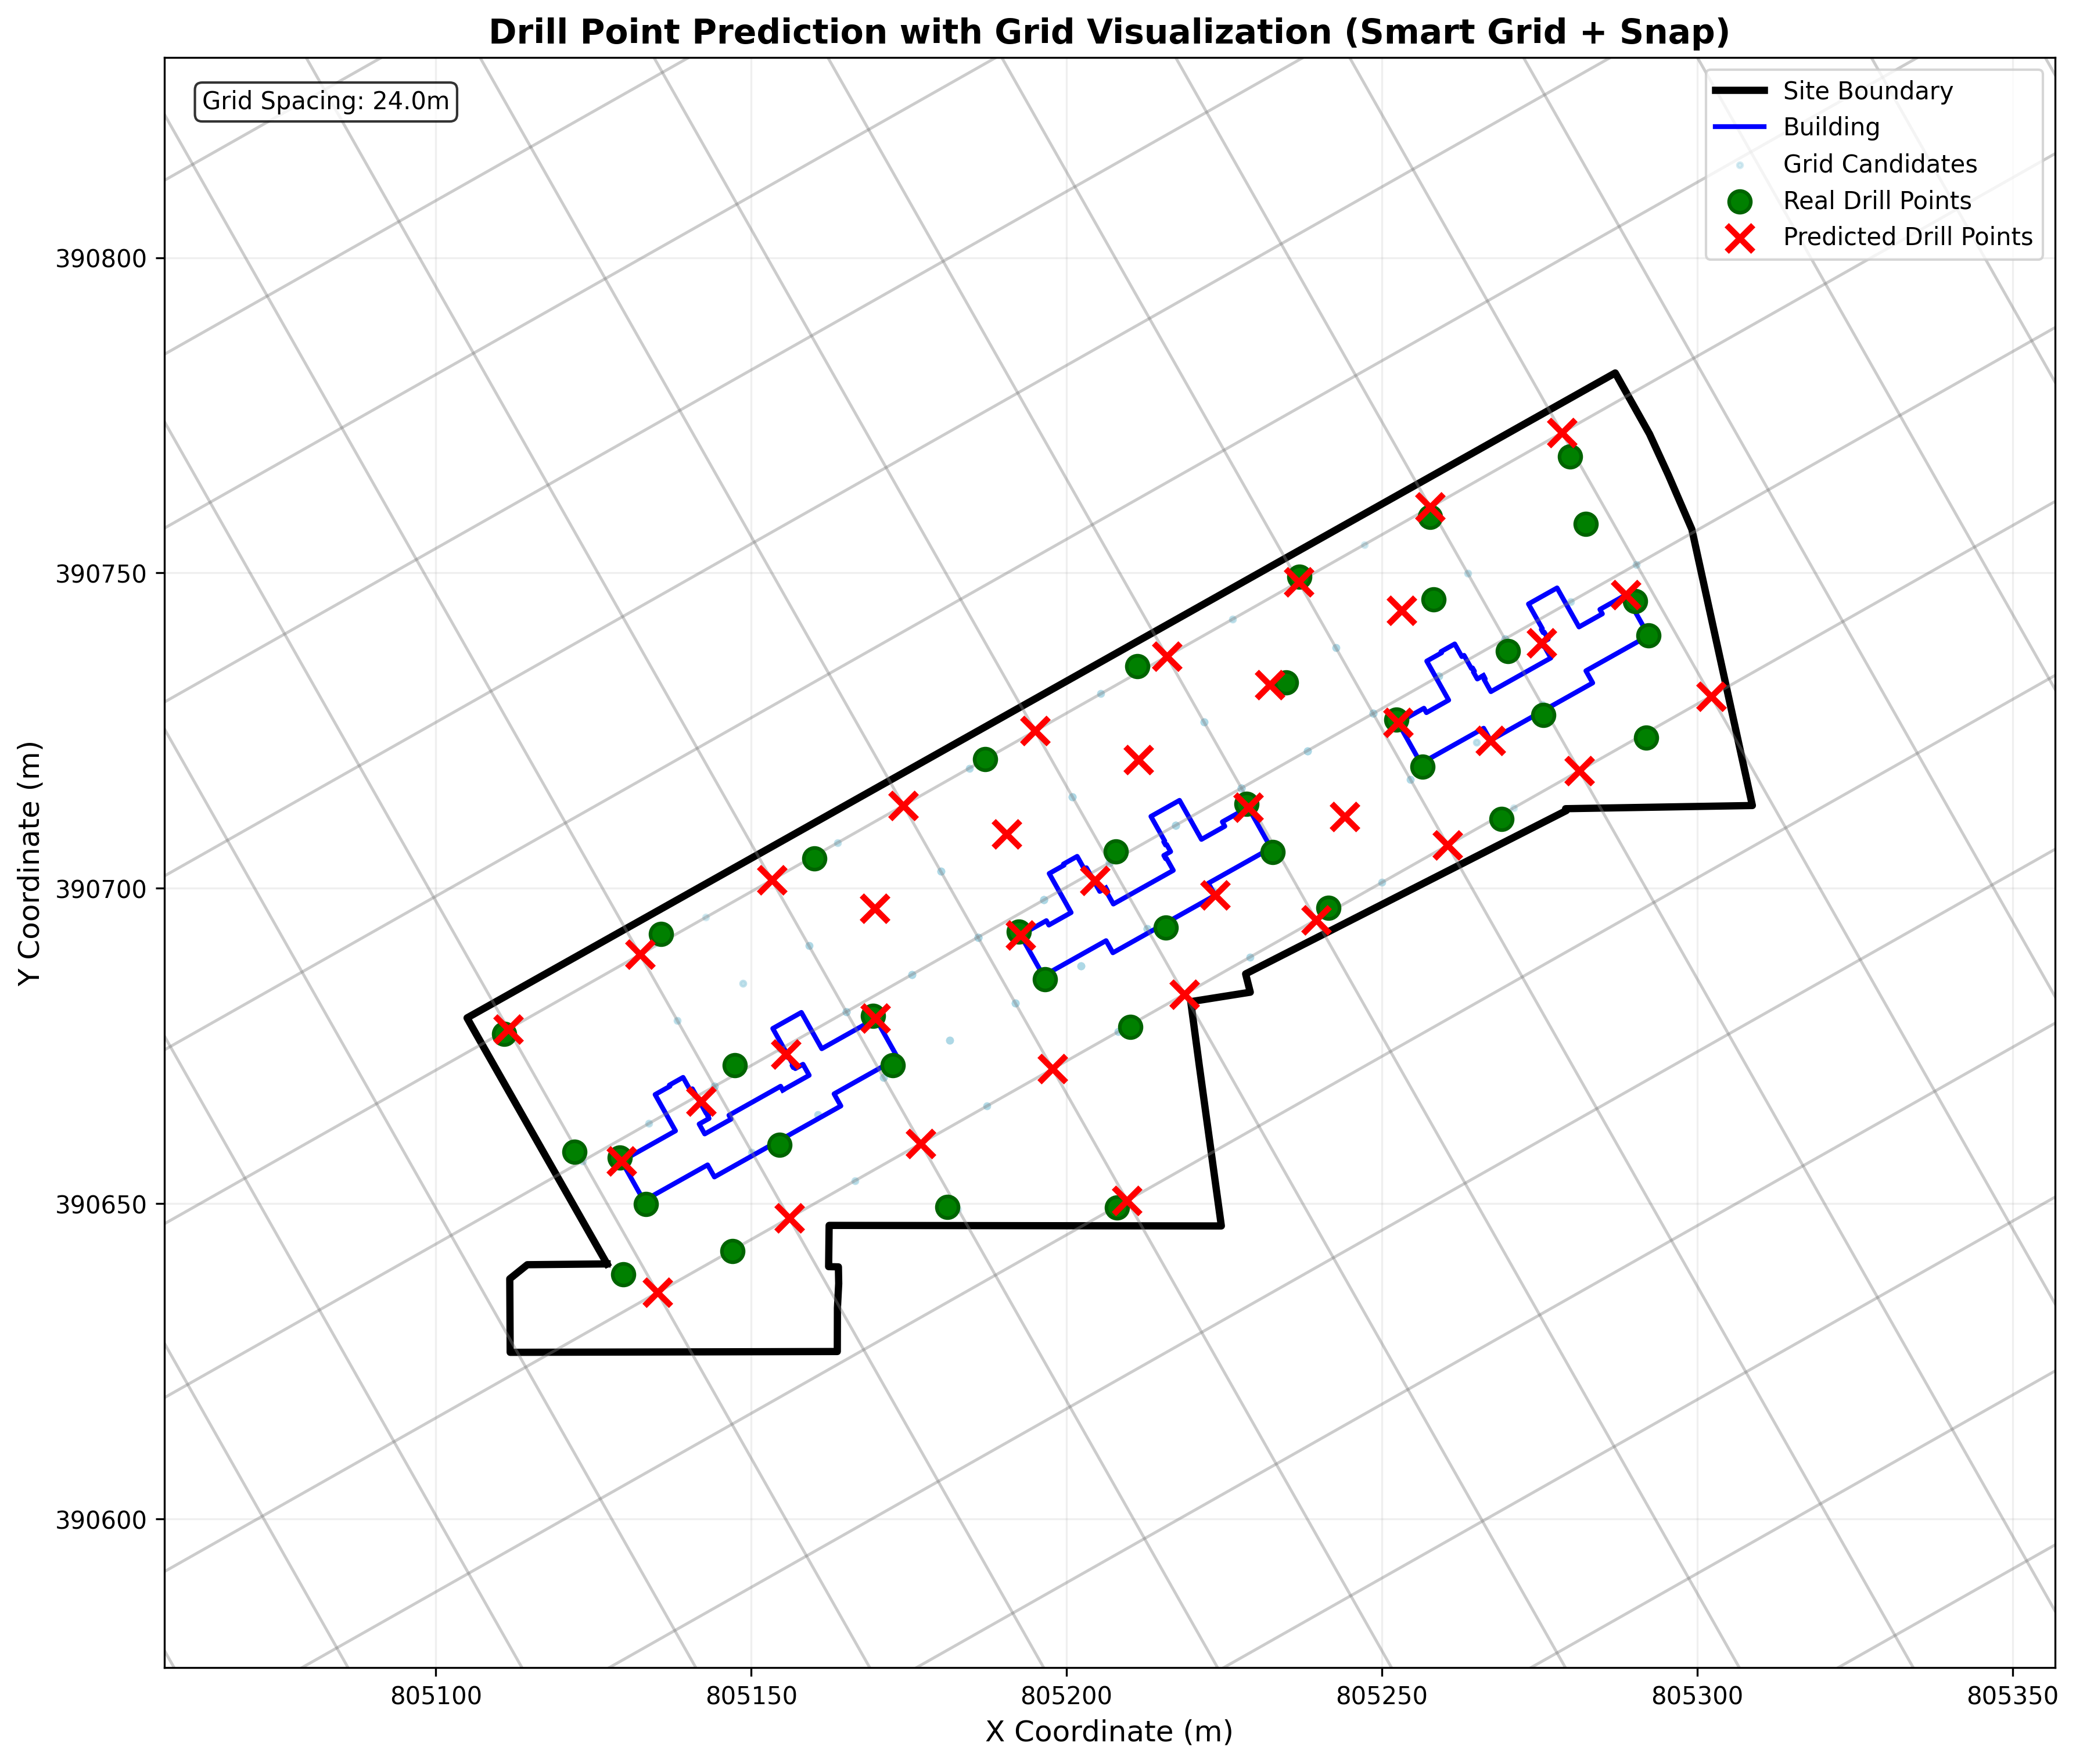 Drill Point Prediction with Grid Visualization (Smart Grid + Snap)
Grid Spacing: 24.0m
Site Boundary
Building
Grid Candidates
Real Drill Points
Predicted Drill Points
Y Coordinate (m)
390800
390750
390700
390650
390600
805100
805150
805200
805250
805300
805350
X Coordinate (m)